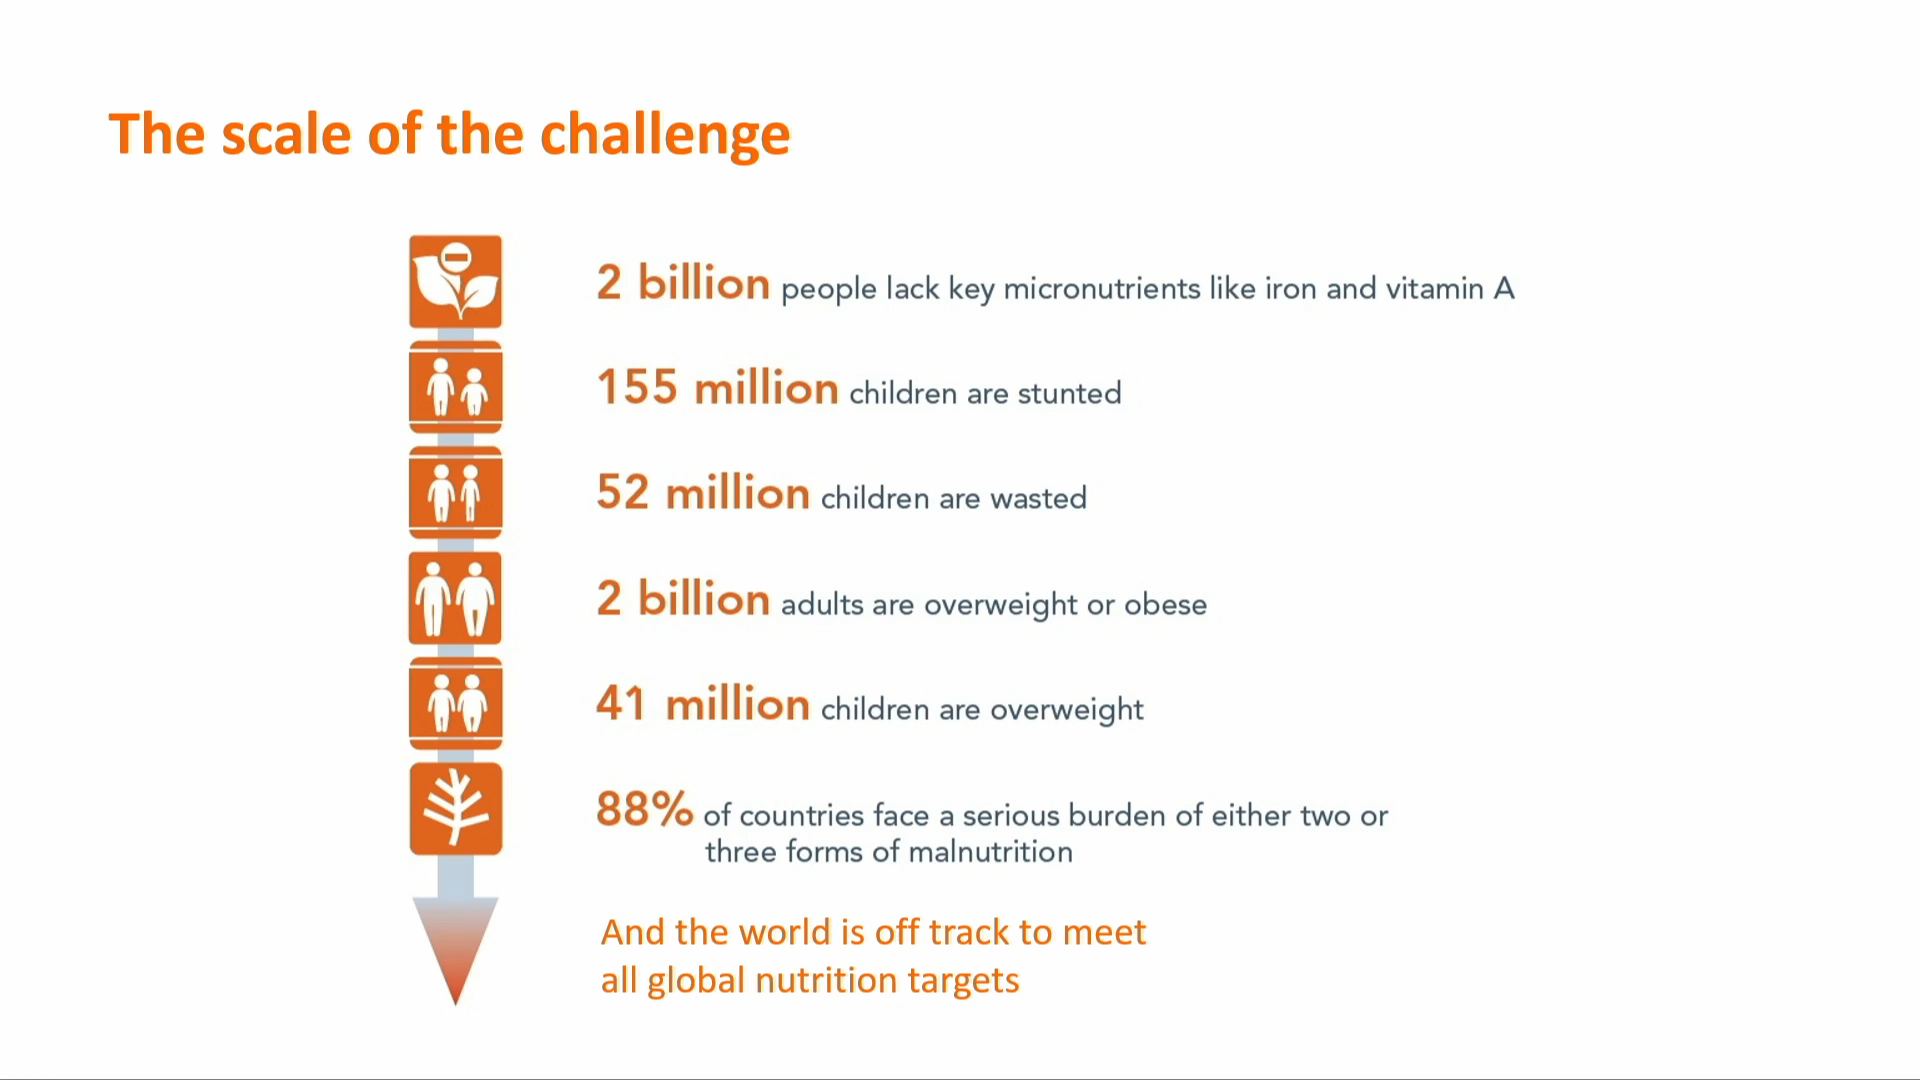 The scale of the challenge
2 billion people lack key micronutrients like iron and vitamin A
155 million children are stunted
52 million children are wasted
2 billion adults are overweight or obese
41 million children are overweight
88% of countries face a serious burden of either two or
three forms of malnutrition
And the world is off track to meet
all global nutrition targets